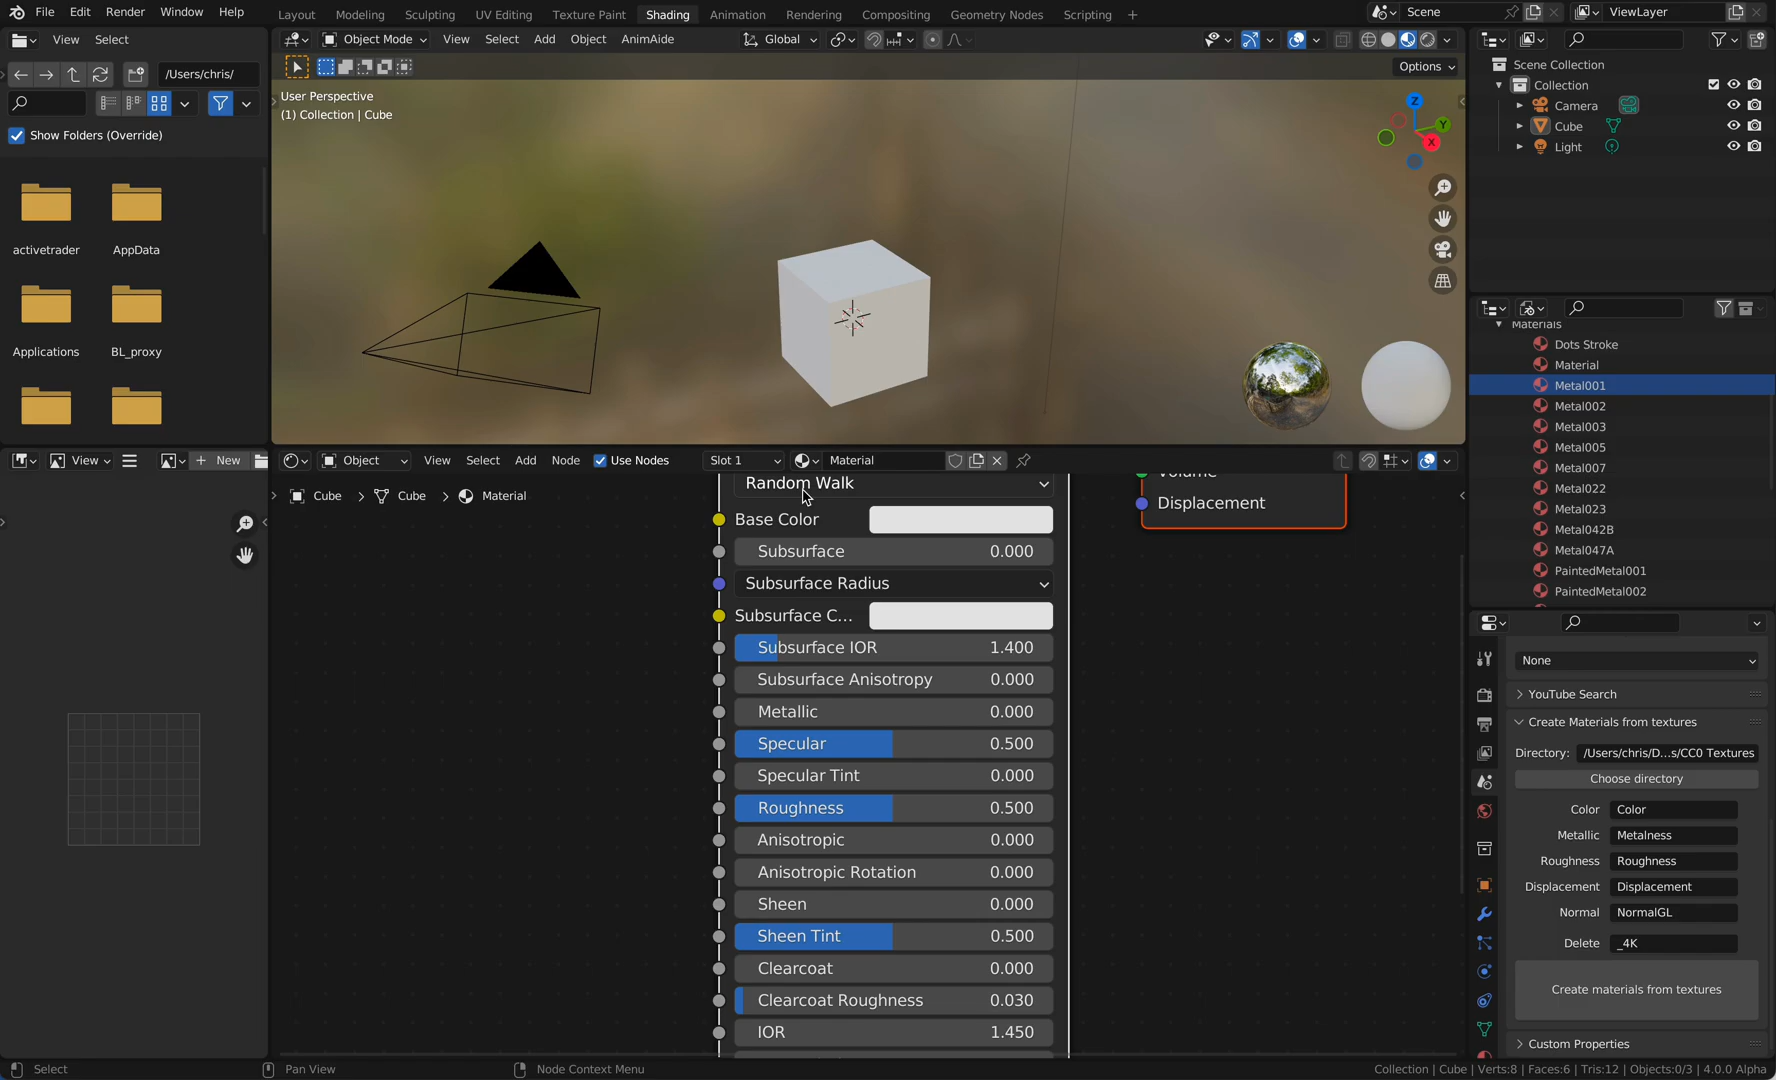 File Edit Render Window Help
Layout Modeling Sculpting UV Editing Texture Paint Shading Animation Rendering Compositing Geometry Nodes Scripting
Scene
ViewLayer
View Select
Object Mode View Select Add Object AnimAide
Global
/Users/chris/
Options
Show Folders (Override)
User Perspective
(1) Collection | Cube
Z
Y
X
activetrader AppData
Applications BL_proxy
Scene Collection
Collection
Camera
Cube
Light
Materials
Dots Stroke
Material
Metal001
Metal002
Metal003
Metal005
Metal007
Metal022
Metal023
Metal042B
Metal047A
PaintedMetal001
PaintedMetal002
View New
Object View Select Add Node Use Nodes Slot 1 Material
Cube Cube Material
Random Walk
Base Color
Subsurface 0.000
Subsurface Radius
Subsurface C...
Subsurface IOR 1.400
Subsurface Anisotropy 0.000
Metallic 0.000
Specular 0.500
Specular Tint 0.000
Roughness 0.500
Anisotropic 0.000
Anisotropic Rotation 0.000
Sheen 0.000
Sheen Tint 0.500
Clearcoat 0.000
Clearcoat Roughness 0.030
IOR 1.450
Volume
Displacement
None
YouTube Search
Create Materials from textures
Directory: /Users/chris/D...s/CC0 Textures
Choose directory
Color Color
Metallic Metalness
Roughness Roughness
Displacement Displacement
Normal NormalGL
Delete _4K
Create materials from textures
Custom Properties
Select Pan View Node Context Menu
Collection | Cube | Verts:8 | Faces:6 | Tris:12 | Objects:0/3 | 4.0.0 Alpha